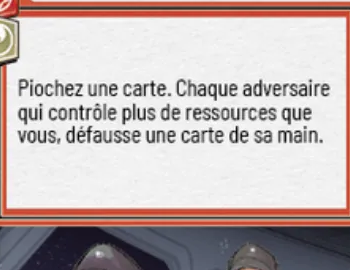 Piochez une carte. Chaque adversaire
qui contrôle plus de ressources que
vous, défausse une carte de sa main.